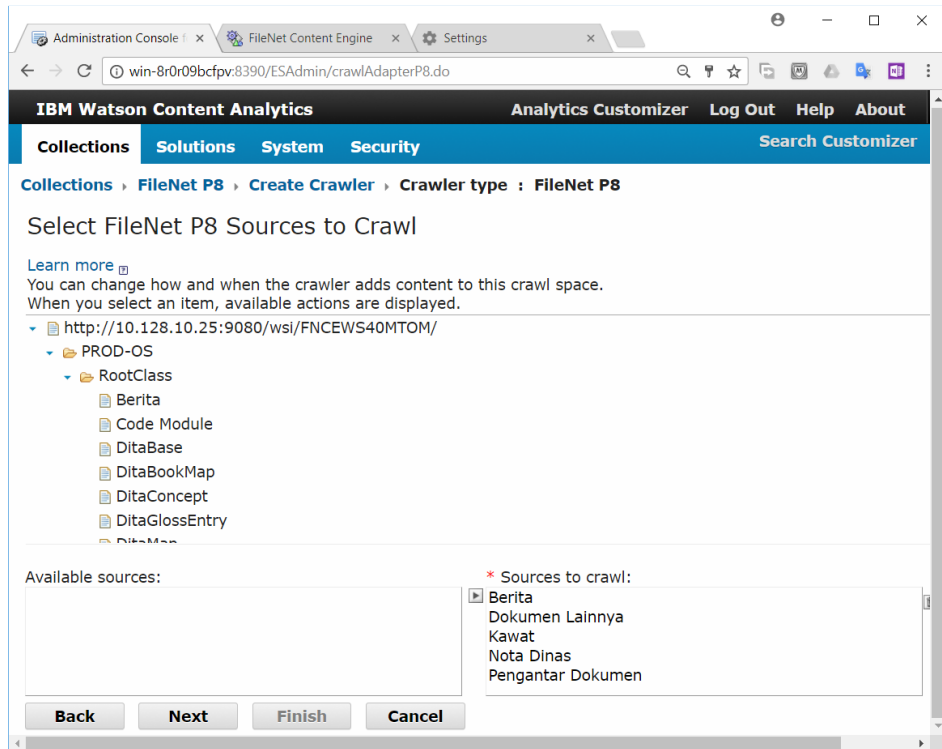 Administration Console f
FileNet Content Engine
Settings
win-8r0r09bcfpv:8390/ESAdmin/crawlAdapterP8.do
IBM Watson Content Analytics
Analytics Customizer Log Out Help About
Collections Solutions System Security
Search Customizer
Collections FileNet P8 Create Crawler Crawler type : FileNet P8
Select FileNet P8 Sources to Crawl
Learn more
You can change how and when the crawler adds content to this crawl space.
When you select an item, available actions are displayed.
http://10.128.10.25:9080/wsi/FNCEWS40MTOM/
PROD-OS
RootClass
Berita
Code Module
DitaBase
DitaBookMap
DitaConcept
DitaGlossEntry
DitaMap
Available sources:
* Sources to crawl:
Berita
Dokumen Lainnya
Kawat
Nota Dinas
Pengantar Dokumen
Back Next Finish Cancel